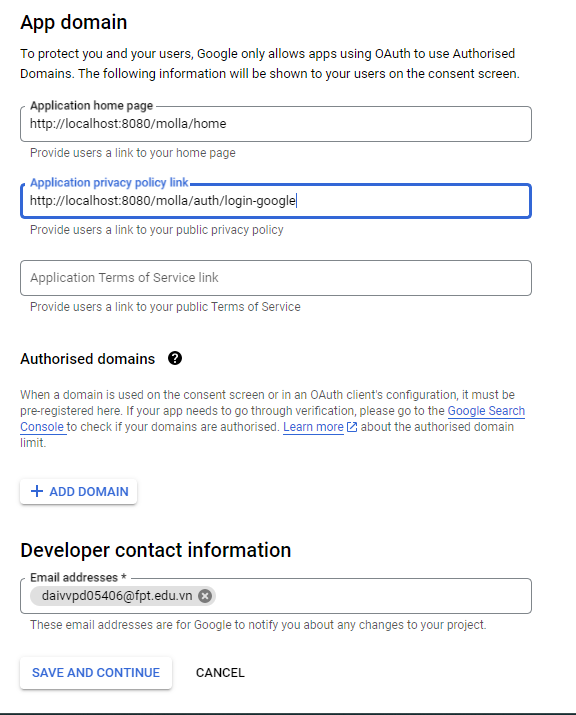 App domain
To protect you and your users, Google only allows apps using OAuth to use Authorised
Domains. The following information will be shown to your users on the consent screen.
Application home page
http://localhost:8080/molla/home
Provide users a link to your home page
Application privacy policy link
http://localhost:8080/molla/auth/login-google
Provide users a link to your public privacy policy
Application Terms of Service link
Provide users a link to your public Terms of Service
Authorised domains ?
When a domain is used on the consent screen or in an OAuth client's configuration, it must be
pre-registered here. If your app needs to go through verification, please go to the Google Search
Console to check if your domains are authorised. Learn more about the authorised domain
limit.
+ ADD DOMAIN
Developer contact information
Email addresses *
daivvpd05406@fpt.edu.vn
These email addresses are for Google to notify you about any changes to your project.
SAVE AND CONTINUE CANCEL